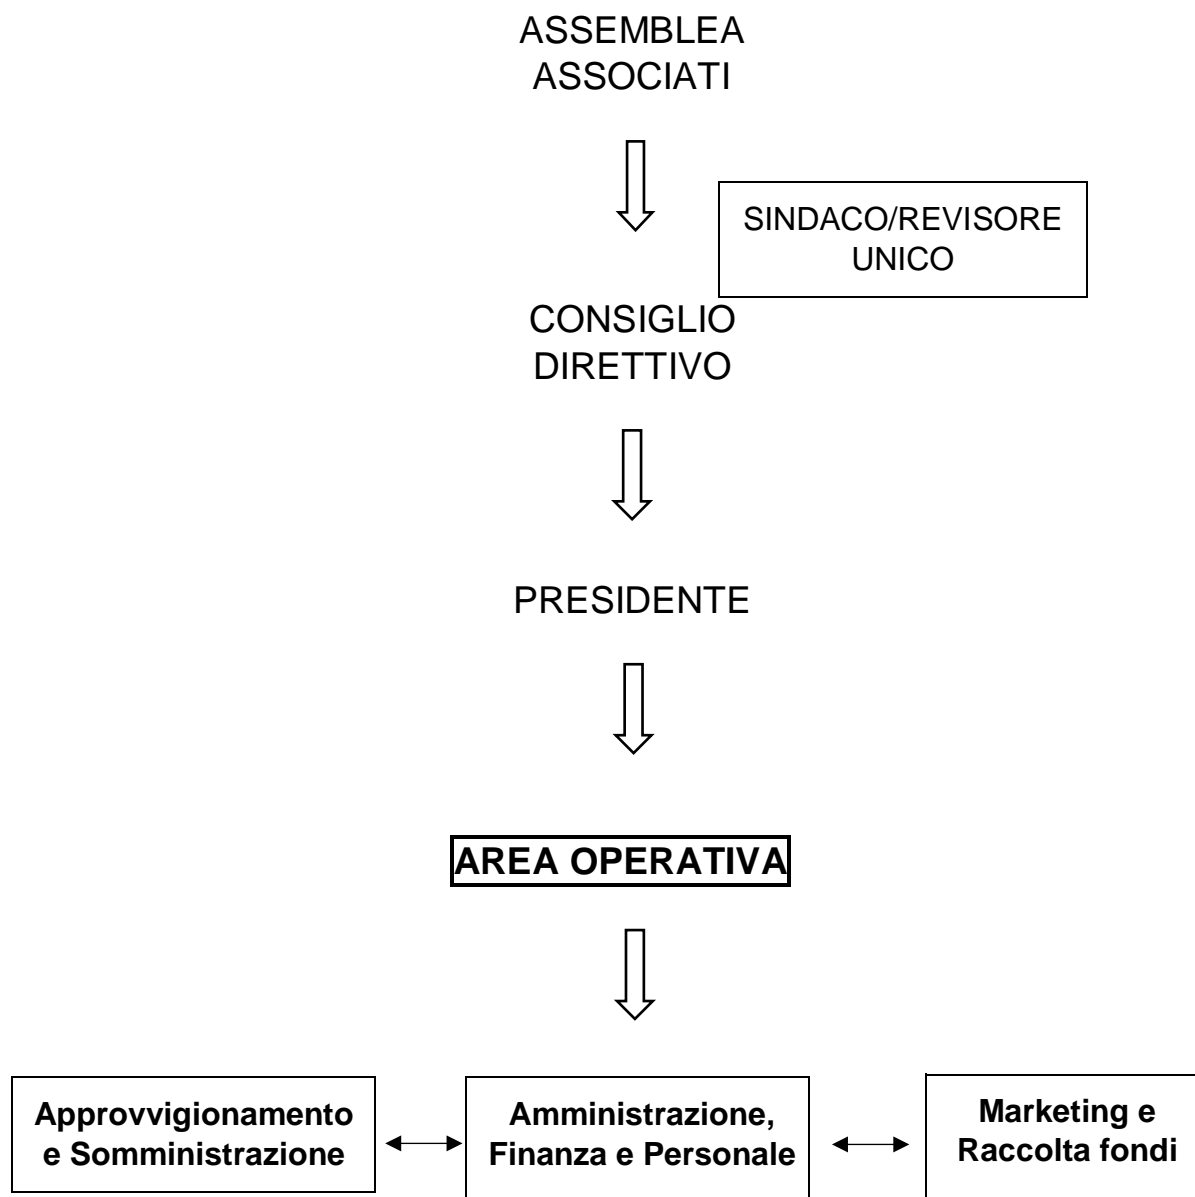 ASSEMBLEA
ASSOCIATI
SINDACO/REVISORE
UNICO
CONSIGLIO
DIRETTIVO
PRESIDENTE
AREA OPERATIVA
Approvvigionamento
e Somministrazione
Amministrazione,
Finanza e Personale
Marketing e
Raccolta fondi